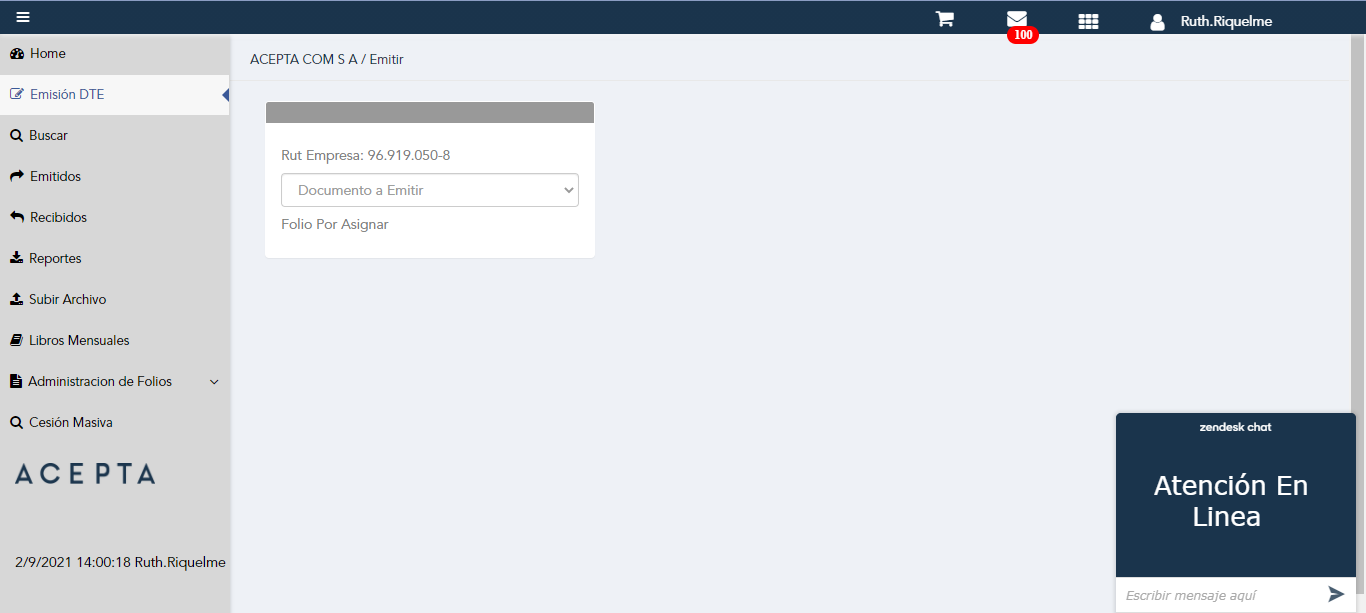 Ruth.Riquelme
100
Home
Emisión DTE
Buscar
Emitidos
Recibidos
Reportes
Subir Archivo
Libros Mensuales
Administracion de Folios
Cesión Masiva
ACEPTA
2/9/2021 14:00:18 Ruth.Riquelme
ACEPTA COM S A / Emitir
Rut Empresa: 96.919.050-8
Documento a Emitir
Folio Por Asignar
zendesk chat
Atención En
Linea
Escribir mensaje aquí